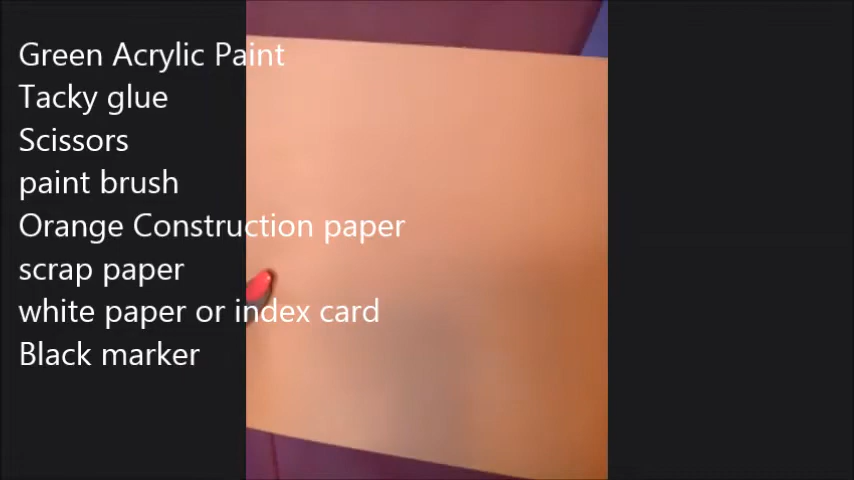 Green Acrylic Paint
Tacky glue
Scissors
paint brush
Orange Construction paper
scrap paper
white paper or index card
Black marker